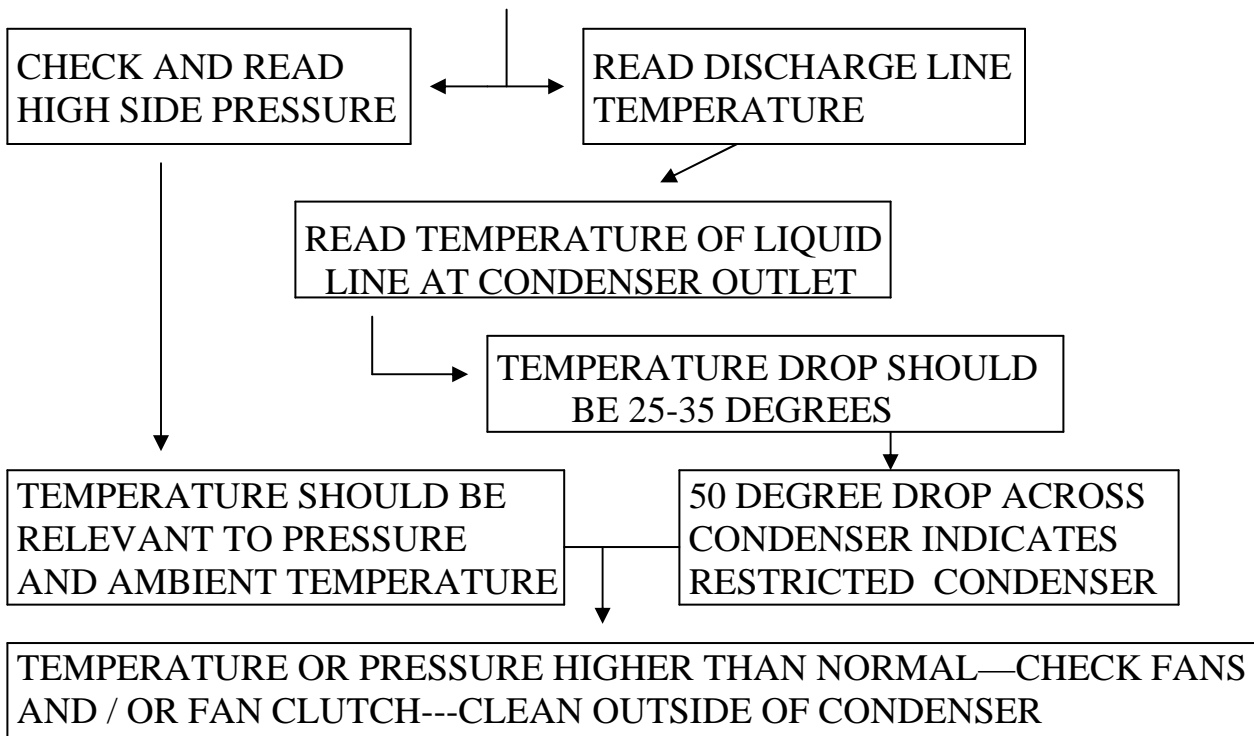 CHECK AND READ
HIGH SIDE PRESSURE
READ DISCHARGE LINE
TEMPERATURE
READ TEMPERATURE OF LIQUID
LINE AT CONDENSER OUTLET
TEMPERATURE DROP SHOULD
BE 25-35 DEGREES
TEMPERATURE SHOULD BE
RELEVANT TO PRESSURE
AND AMBIENT TEMPERATURE
50 DEGREE DROP ACROSS
CONDENSER INDICATES
RESTRICTED CONDENSER
TEMPERATURE OR PRESSURE HIGHER THAN NORMAL—CHECK FANS
AND / OR FAN CLUTCH---CLEAN OUTSIDE OF CONDENSER